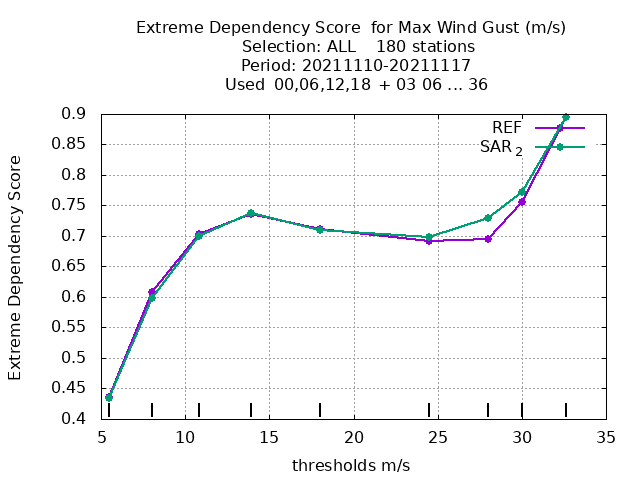 Extreme Dependency Score  for Max Wind Gust (m/s)
Selection: ALL    180 stations
Period: 20211110-20211117
Used  00,06,12,18  + 03 06 ... 36
REF
SAR 2
0.9
0.85
0.8
0.75
0.7
0.65
0.6
0.55
0.5
0.45
0.4
Extreme Dependency Score
5 10 15 20 25 30 35
thresholds m/s